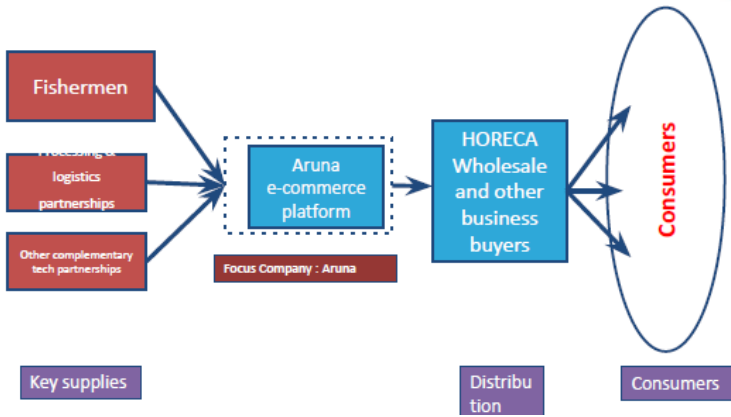 Fishermen
Processing &
logistics
partnerships
Other complementary
tech partnerships
Aruna
e-commerce
platform
Focus Company : Aruna
HORECA
Wholesale
and other
business
buyers
Consumers
Key supplies
Distribu
tion
Consumers